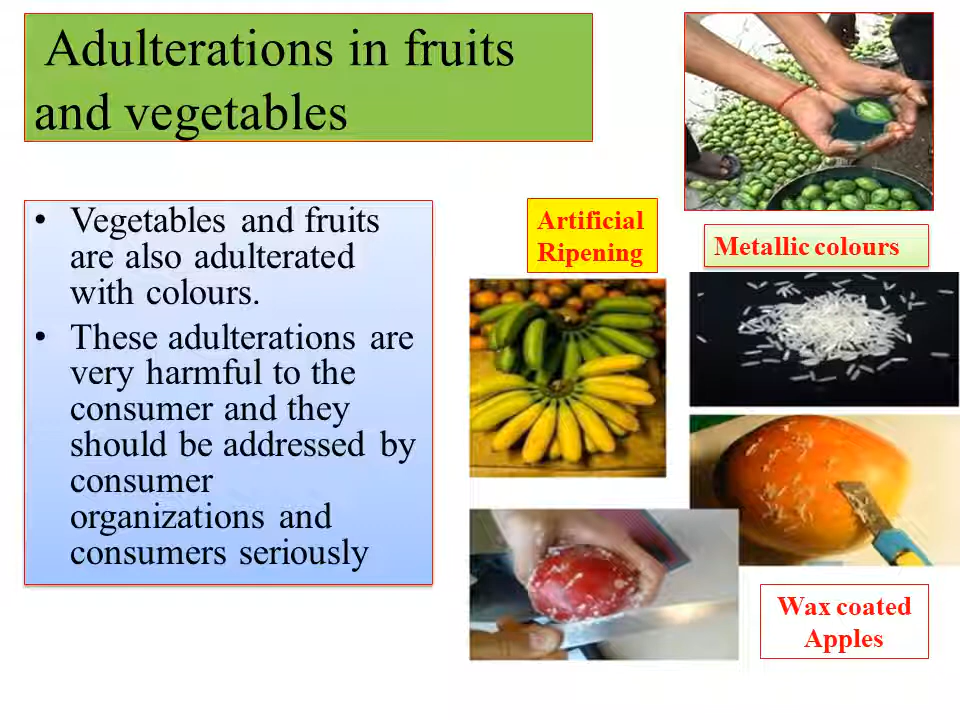 Adulterations in fruits
and vegetables
• Vegetables and fruits
are also adulterated
with colours.
• These adulterations are
very harmful to the
consumer and they
should be addressed by
consumer
organizations and
consumers seriously
Artificial
Ripening
Metallic colours
Wax coated
Apples